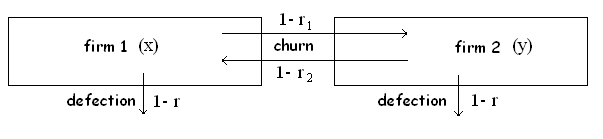 1- r₁
firm 1 (x) churn firm 2 (y)
1- r₂
defection 1- r defection 1- r